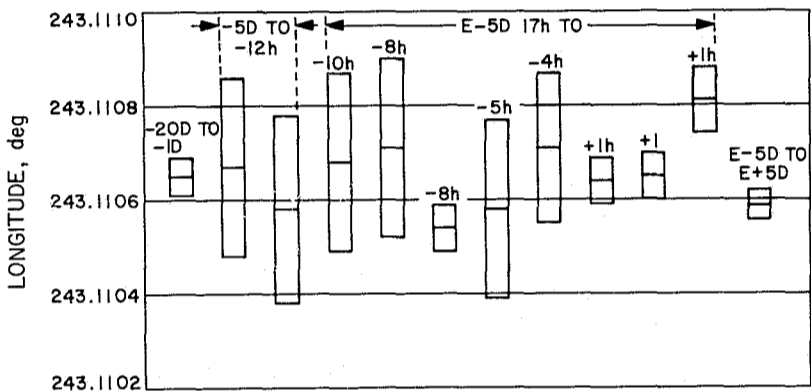 243.1110
243.1108
243.1106
243.1104
243.1102
LONGITUDE, deg
-20D TO
-1D
-5D TO
-12h
E-5D 17h TO
-10h
-8h
-8h
-5h
-4h
+1h
+1
+1h
E-5D TO
E+5D